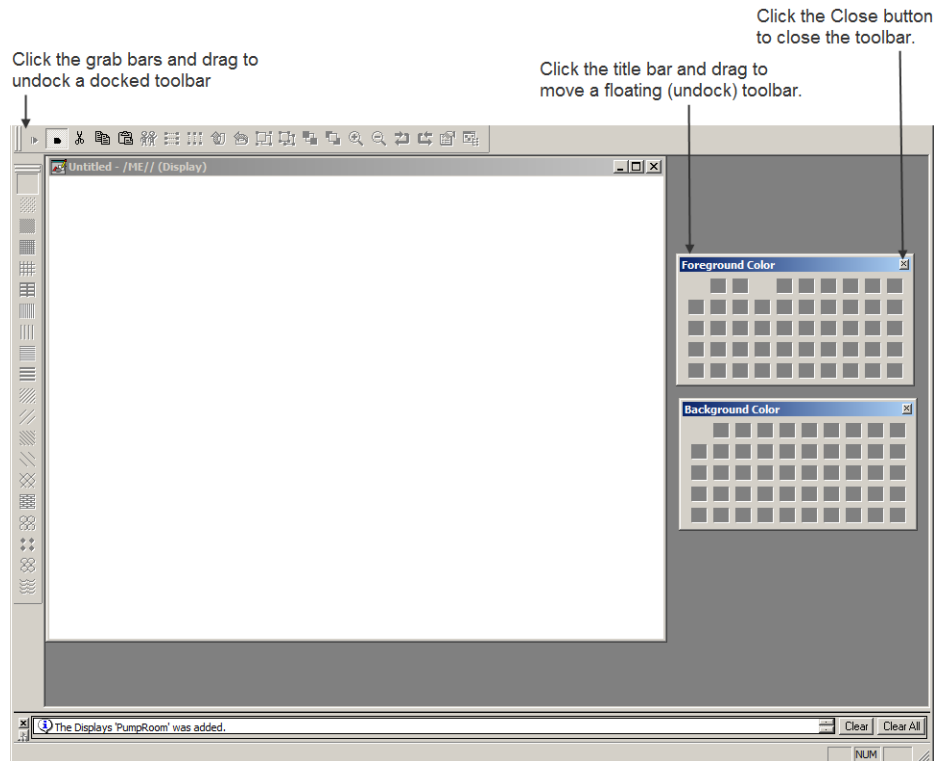 Click the Close button
to close the toolbar.
Click the grab bars and drag to
undock a docked toolbar
Click the title bar and drag to
move a floating (undock) toolbar.
Untitled - /ME// (Display)
Foreground Color
Background Color
The Displays 'PumpRoom' was added.
Clear
Clear All
NUM